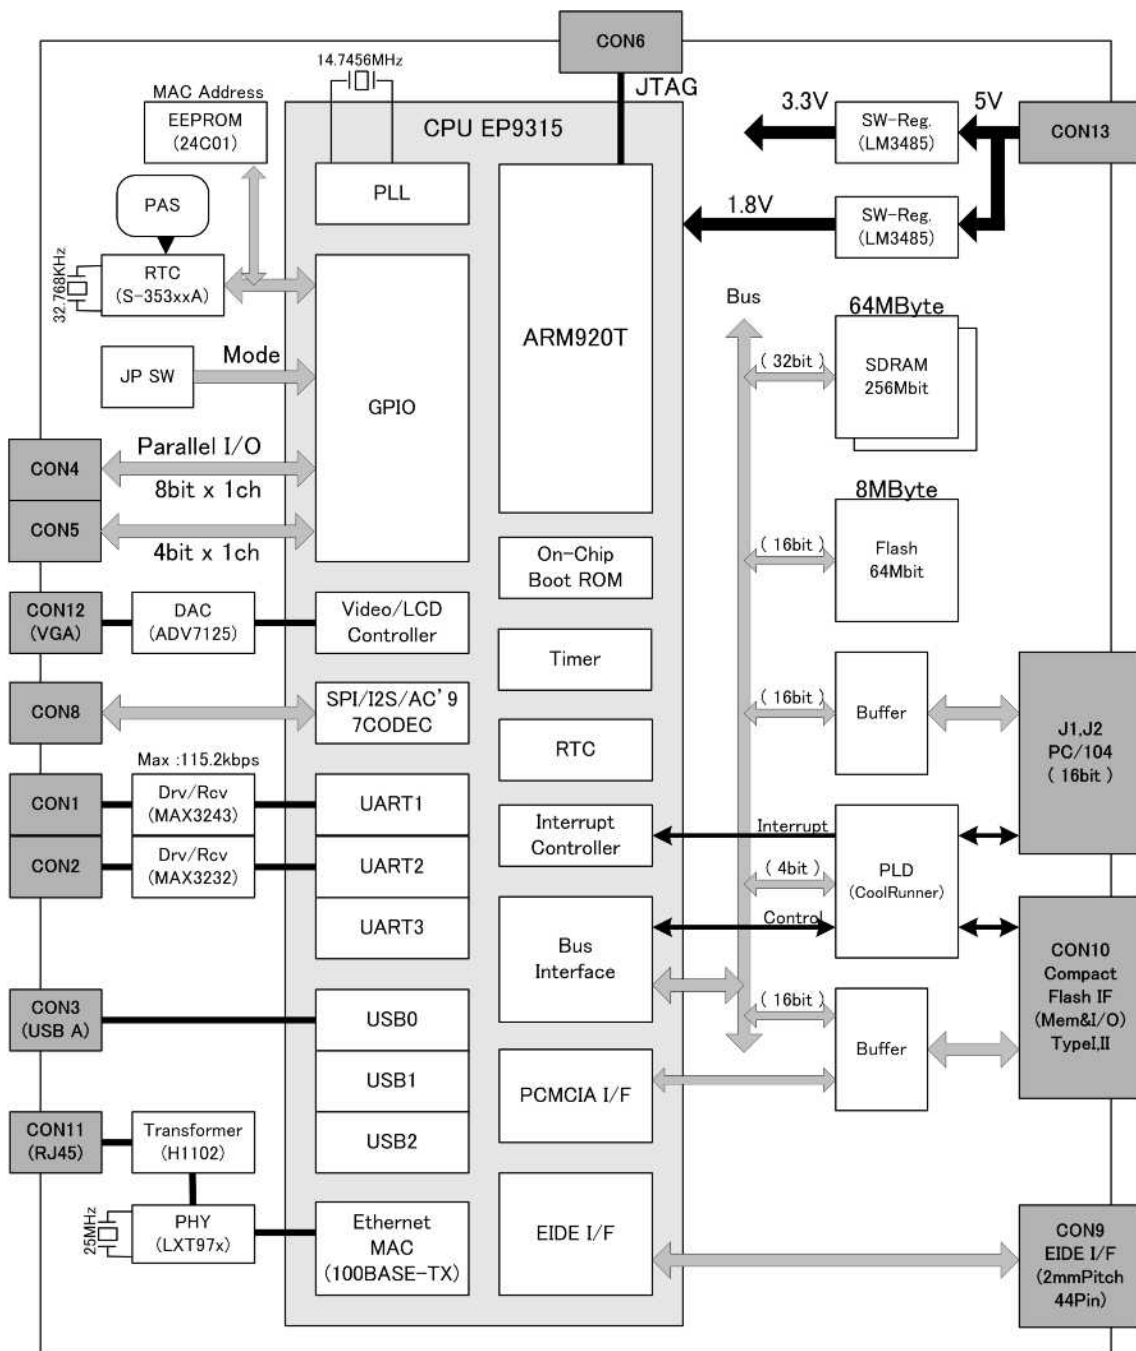 CON6
14.7456MHz
JTAG
MAC Address
EEPROM
(24C01)
CPU EP9315
3.3V
SW-Reg.
(LM3485)
5V
CON13
PLL
PAS
1.8V
SW-Reg.
(LM3485)
32.768KHz
RTC
(S-353xxA)
Bus
64MByte
ARM920T
Mode
JP SW
( 32bit )
SDRAM
256Mbit
GPIO
CON4
Parallel I/O
8bit x 1ch
8MByte
CON5
4bit x 1ch
On-Chip
Boot ROM
( 16bit )
Flash
64Mbit
CON12
(VGA)
DAC
(ADV7125)
Video/LCD
Controller
Timer
CON8
SPI/I2S/AC'9
7CODEC
( 16bit )
Buffer
J1,J2
PC/104
( 16bit )
RTC
Max :115.2kbps
CON1
Drv/Rcv
(MAX3243)
UART1
Interrupt
Controller
Interrupt
CON2
Drv/Rcv
(MAX3232)
UART2
( 4bit )
PLD
(CoolRunner)
UART3
Bus
Interface
Control
CON10
Compact
Flash IF
(Mem&I/O)
TypeI,II
CON3
(USB A)
USB0
( 16bit )
Buffer
USB1
PCMCIA I/F
CON11
(RJ45)
Transformer
(H1102)
USB2
25MHz
PHY
(LXT97x)
Ethernet
MAC
(100BASE-TX)
EIDE I/F
CON9
EIDE I/F
(2mmPitch
44Pin)